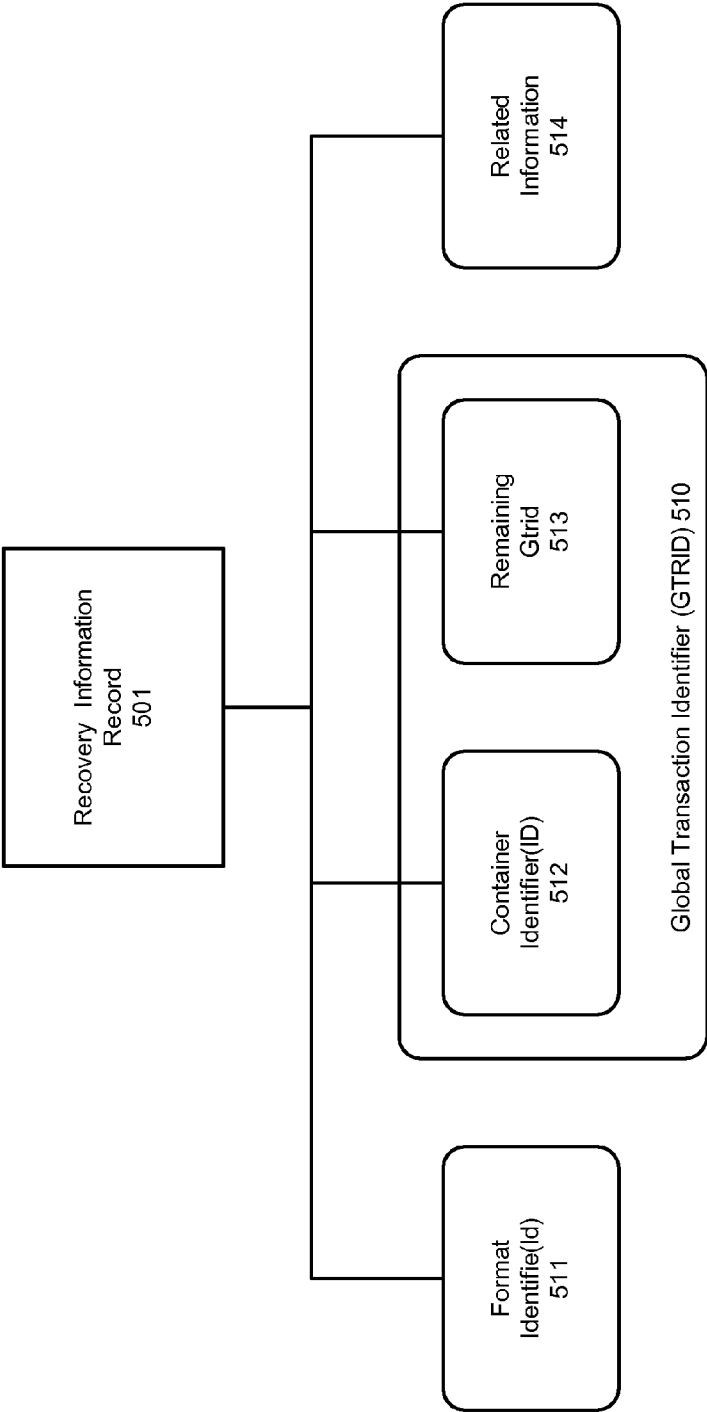 Recovery Information
Record
501
Format
Identifie(Id)
511
Container
Identifier(ID)
512
Remaining
Gtrid
513
Related
Information
514
Global Transaction Identifier (GTRID) 510